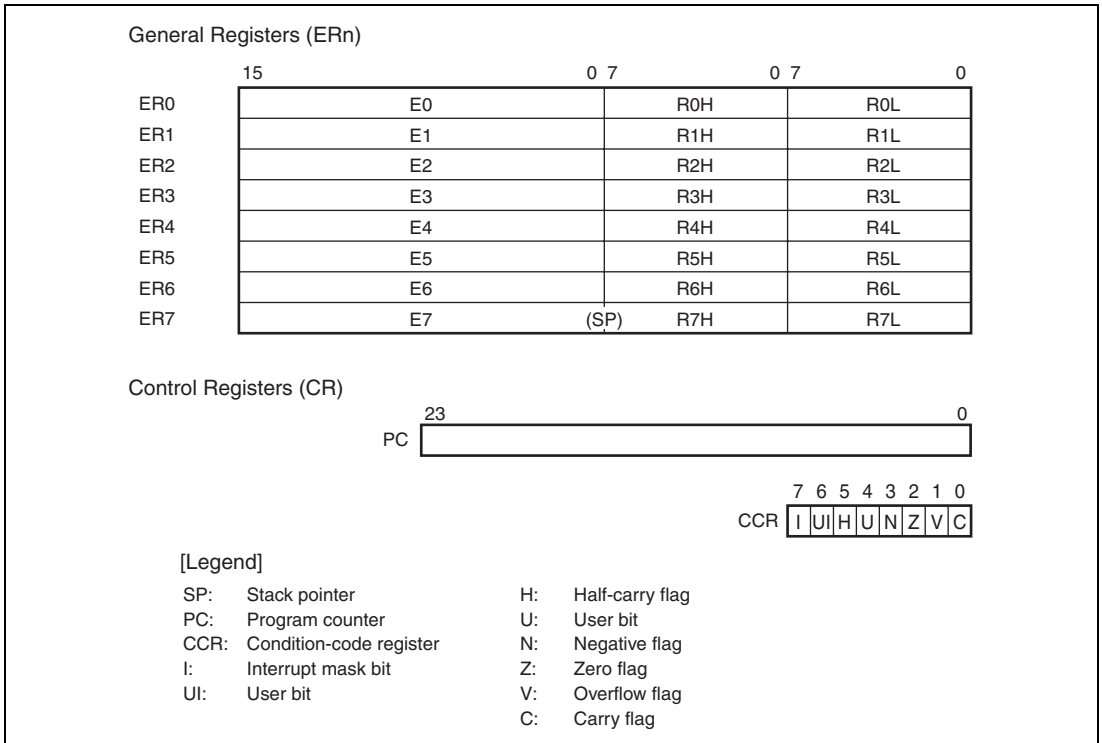 General Registers (ERn)
15 0 7 0 7 0
ER0 E0 R0H R0L
ER1 E1 R1H R1L
ER2 E2 R2H R2L
ER3 E3 R3H R3L
ER4 E4 R4H R4L
ER5 E5 R5H R5L
ER6 E6 R6H R6L
ER7 E7 (SP) R7H R7L
Control Registers (CR)
23 0
PC
7 6 5 4 3 2 1 0
CCR I UI H U N Z V C
[Legend]
SP: Stack pointer
PC: Program counter
CCR: Condition-code register
I: Interrupt mask bit
UI: User bit
H: Half-carry flag
U: User bit
N: Negative flag
Z: Zero flag
V: Overflow flag
C: Carry flag